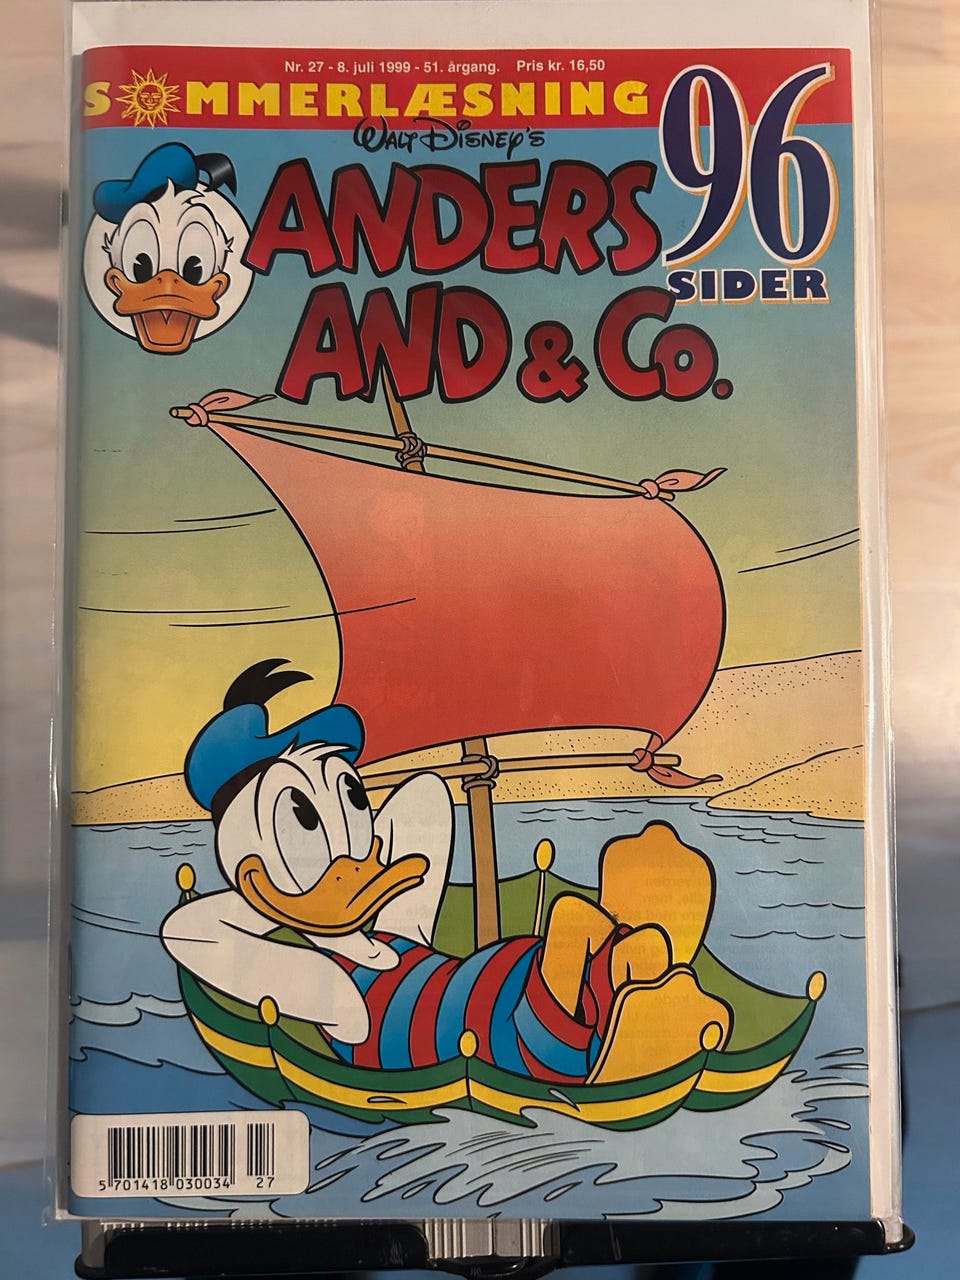 Nr. 27 - 8. juli 1999 - 51. årgang. Pris kr. 16,50
SOMMERLÆSNING
96
SIDER
WALT DISNEY'S
ANDERS
AND & Co.
5 701418 030034 27